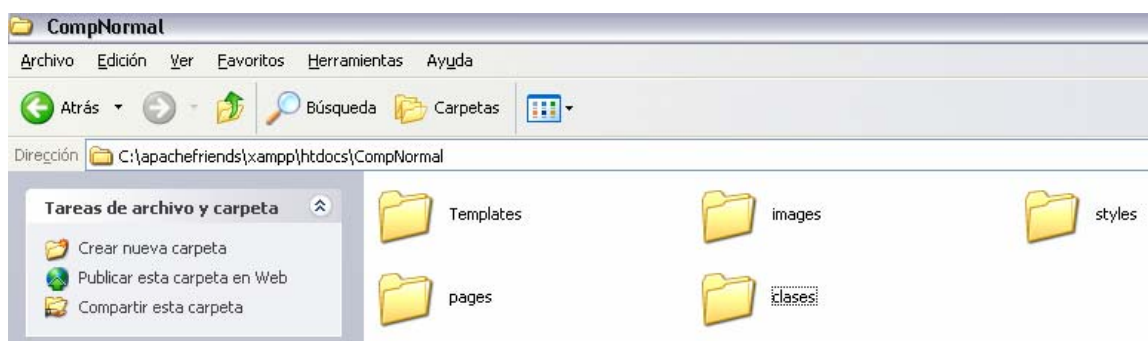 CompNormal
Archivo Edición Ver Favoritos Herramientas Ayuda
Atrás Búsqueda Carpetas
Dirección C:\apachefriends\xampp\htdocs\CompNormal
Tareas de archivo y carpeta
Crear nueva carpeta
Publicar esta carpeta en Web
Compartir esta carpeta
Templates images styles
pages clases